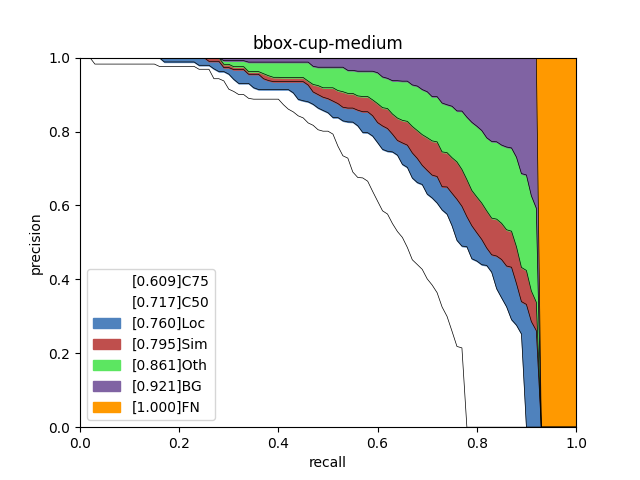 bbox-cup-medium
precision
1.0
0.8
0.6
0.4
0.2
0.0
[0.609]C75
[0.717]C50
[0.760]Loc
[0.795]Sim
[0.861]Oth
[0.921]BG
[1.000]FN
0.0 0.2 0.4 0.6 0.8 1.0
recall